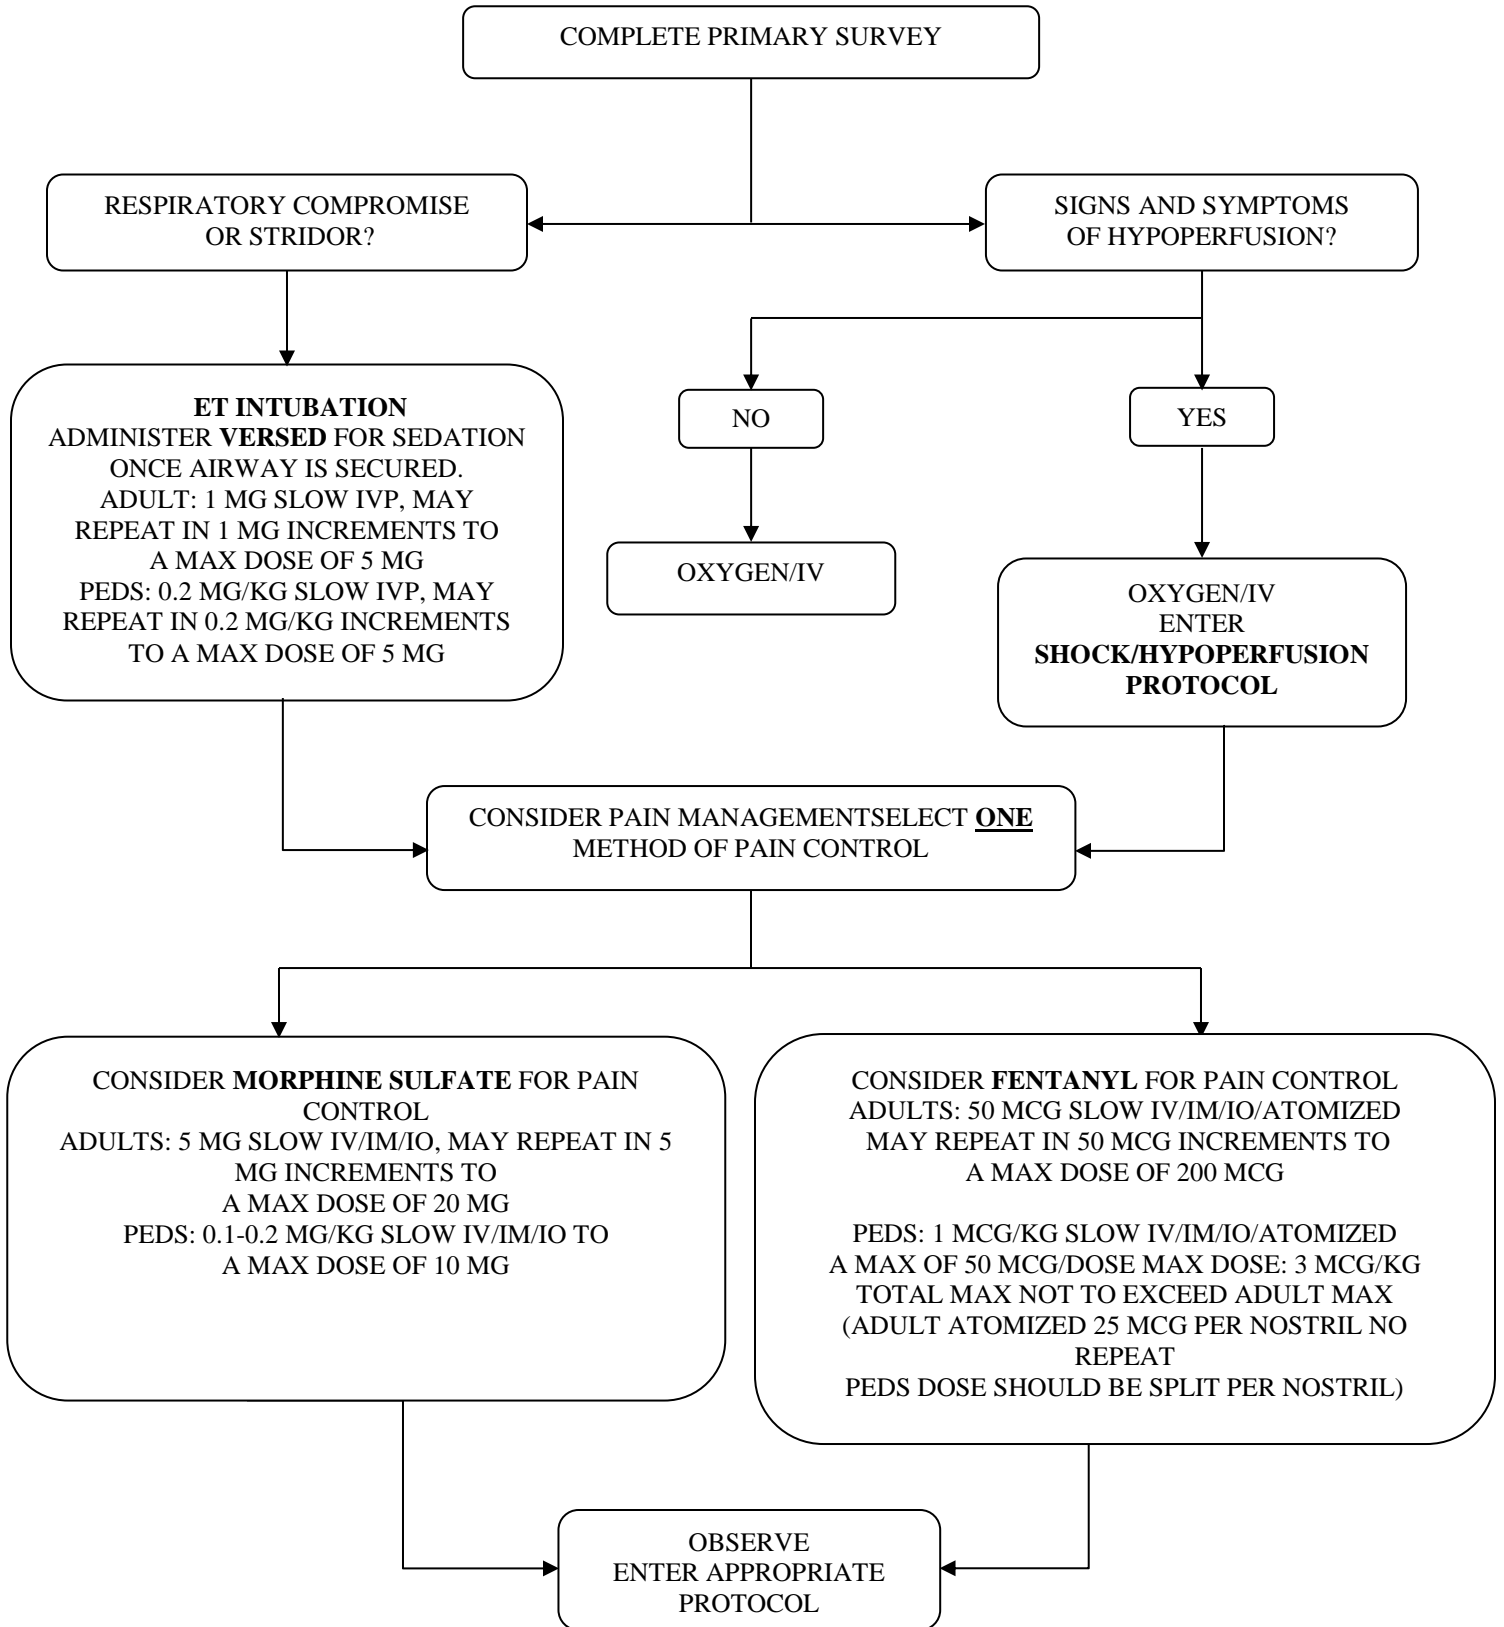 COMPLETE PRIMARY SURVEY
RESPIRATORY COMPROMISE
OR STRIDOR?
SIGNS AND SYMPTOMS
OF HYPOPERFUSION?
ET INTUBATION
ADMINISTER VERSED FOR SEDATION
ONCE AIRWAY IS SECURED.
ADULT: 1 MG SLOW IVP, MAY
REPEAT IN 1 MG INCREMENTS TO
A MAX DOSE OF 5 MG
PEDS: 0.2 MG/KG SLOW IVP, MAY
REPEAT IN 0.2 MG/KG INCREMENTS
TO A MAX DOSE OF 5 MG
NO
YES
OXYGEN/IV
OXYGEN/IV
ENTER
SHOCK/HYPOPERFUSION
PROTOCOL
CONSIDER PAIN MANAGEMENTSELECT ONE
METHOD OF PAIN CONTROL
CONSIDER MORPHINE SULFATE FOR PAIN
CONTROL
ADULTS: 5 MG SLOW IV/IM/IO, MAY REPEAT IN 5
MG INCREMENTS TO
A MAX DOSE OF 20 MG
PEDS: 0.1-0.2 MG/KG SLOW IV/IM/IO TO
A MAX DOSE OF 10 MG
CONSIDER FENTANYL FOR PAIN CONTROL
ADULTS: 50 MCG SLOW IV/IM/IO/ATOMIZED
MAY REPEAT IN 50 MCG INCREMENTS TO
A MAX DOSE OF 200 MCG
PEDS: 1 MCG/KG SLOW IV/IM/IO/ATOMIZED
A MAX OF 50 MCG/DOSE MAX DOSE: 3 MCG/KG
TOTAL MAX NOT TO EXCEED ADULT MAX
(ADULT ATOMIZED 25 MCG PER NOSTRIL NO
REPEAT
PEDS DOSE SHOULD BE SPLIT PER NOSTRIL)
OBSERVE
ENTER APPROPRIATE
PROTOCOL